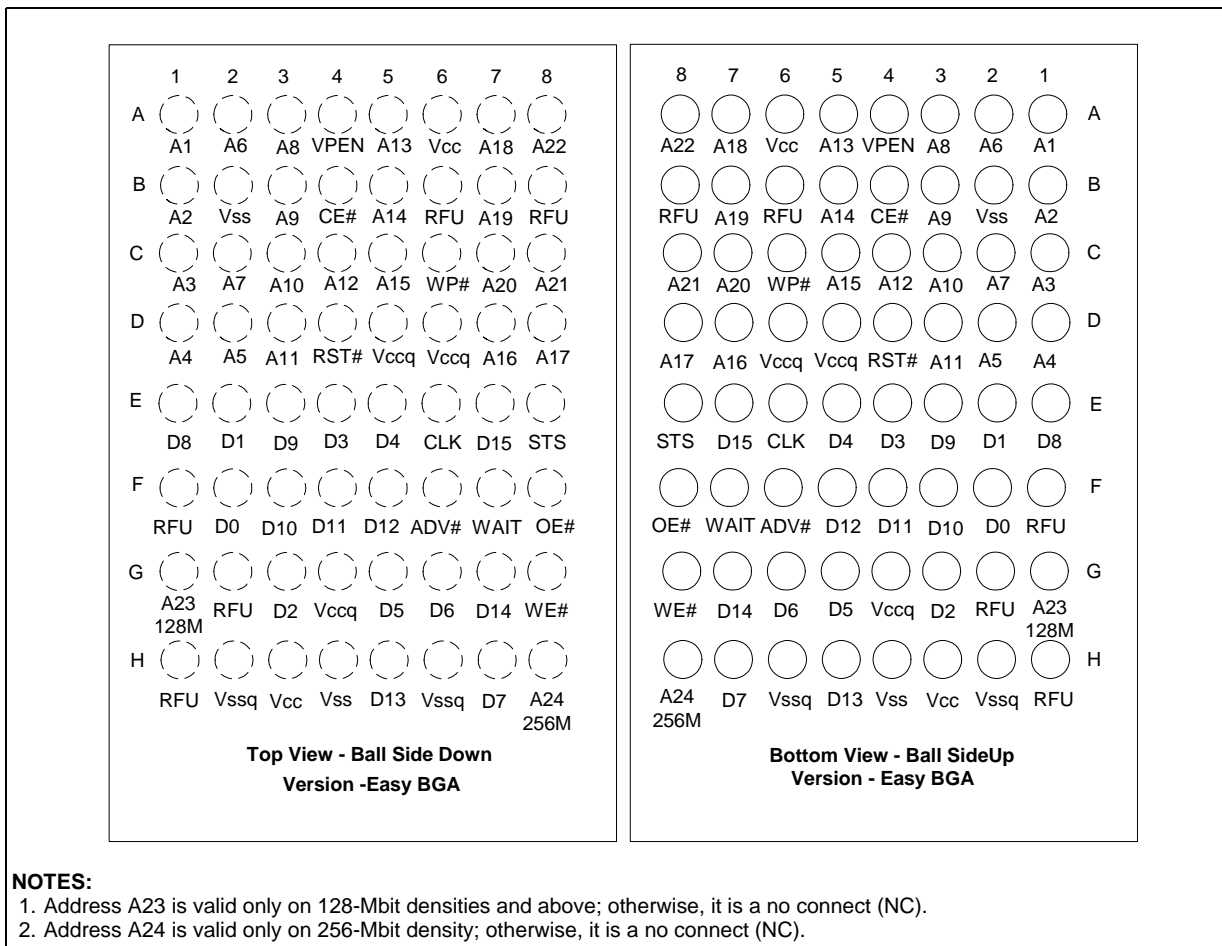 1 2 3 4 5 6 7 8
A
A1 A6 A8 VPEN A13 Vcc A18 A22
B
A2 Vss A9 CE# A14 RFU A19 RFU
C
A3 A7 A10 A12 A15 WP# A20 A21
D
A4 A5 A11 RST# Vccq Vccq A16 A17
E
D8 D1 D9 D3 D4 CLK D15 STS
F
RFU D0 D10 D11 D12 ADV# WAIT OE#
G
A23 RFU D2 Vccq D5 D6 D14 WE#
128M
H
RFU Vssq Vcc Vss D13 Vssq D7 A24
256M
Top View - Ball Side Down
Version -Easy BGA
8 7 6 5 4 3 2 1
A
A22 A18 Vcc A13 VPEN A8 A6 A1
B
RFU A19 RFU A14 CE# A9 Vss A2
C
A21 A20 WP# A15 A12 A10 A7 A3
D
A17 A16 Vccq Vccq RST# A11 A5 A4
E
STS D15 CLK D4 D3 D9 D1 D8
F
OE# WAIT ADV# D12 D11 D10 D0 RFU
G
WE# D14 D6 D5 Vccq D2 RFU A23
128M
H
A24 D7 Vssq D13 Vss Vcc Vssq RFU
256M
Bottom View - Ball SideUp
Version - Easy BGA
NOTES:
1. Address A23 is valid only on 128-Mbit densities and above; otherwise, it is a no connect (NC).
2. Address A24 is valid only on 256-Mbit density; otherwise, it is a no connect (NC).